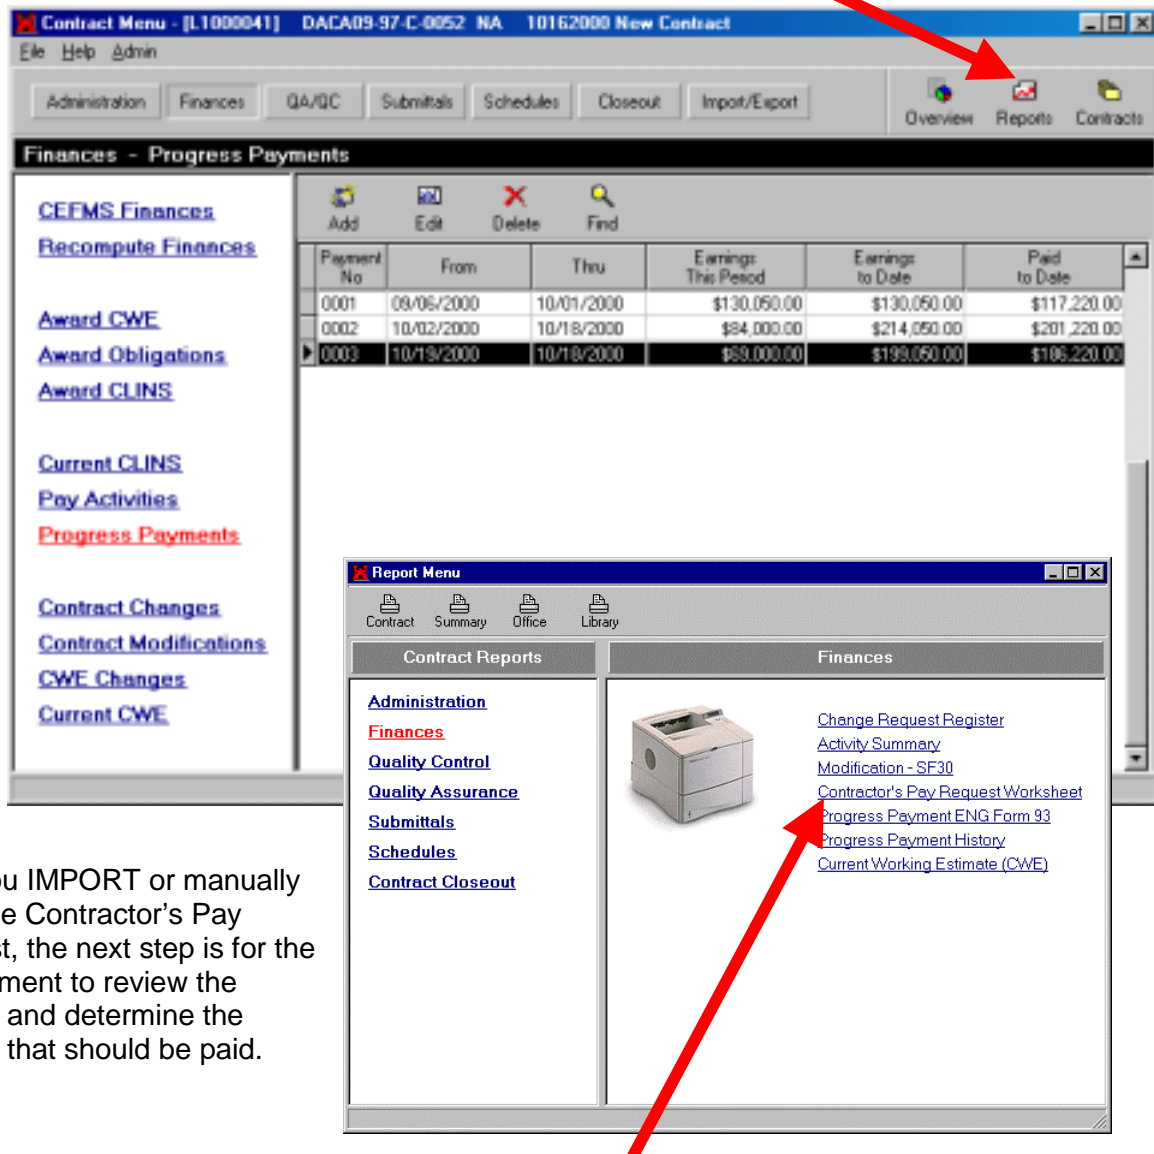 Contract Menu - [L1000041] DACA09-97-C-0052 NA 10162000 New Contract
File Help Admin
Administration Finances QA/QC Submittals Schedules Closeout Import/Export Overview Reports Contracts
Finances - Progress Payments
CEFMS Finances
Recompute Finances
Award CWE
Award Obligations
Award CLINS
Current CLINS
Pay Activities
Progress Payments
Contract Changes
Contract Modifications
CWE Changes
Current CWE
Add Edit Delete Find
Payment No From Thru Earnings This Period Earnings to Date Paid to Date
0001 09/06/2000 10/01/2000 $130,050.00 $130,050.00 $117,220.00
0002 10/02/2000 10/18/2000 $84,000.00 $214,050.00 $201,220.00
0003 10/19/2000 10/18/2000 $69,000.00 $199,050.00 $186,220.00
Report Menu
Contract Summary Office Library
Contract Reports Finances
Administration
Finances
Quality Control
Quality Assurance
Submittals
Schedules
Contract Closeout
Change Request Register
Activity Summary
Modification - SF30
Contractor's Pay Request Worksheet
Progress Payment ENG Form 93
Progress Payment History
Current Working Estimate (CWE)
u IMPORT or manually
e Contractor’s Pay
t, the next step is for the
ment to review the
and determine the
that should be paid.